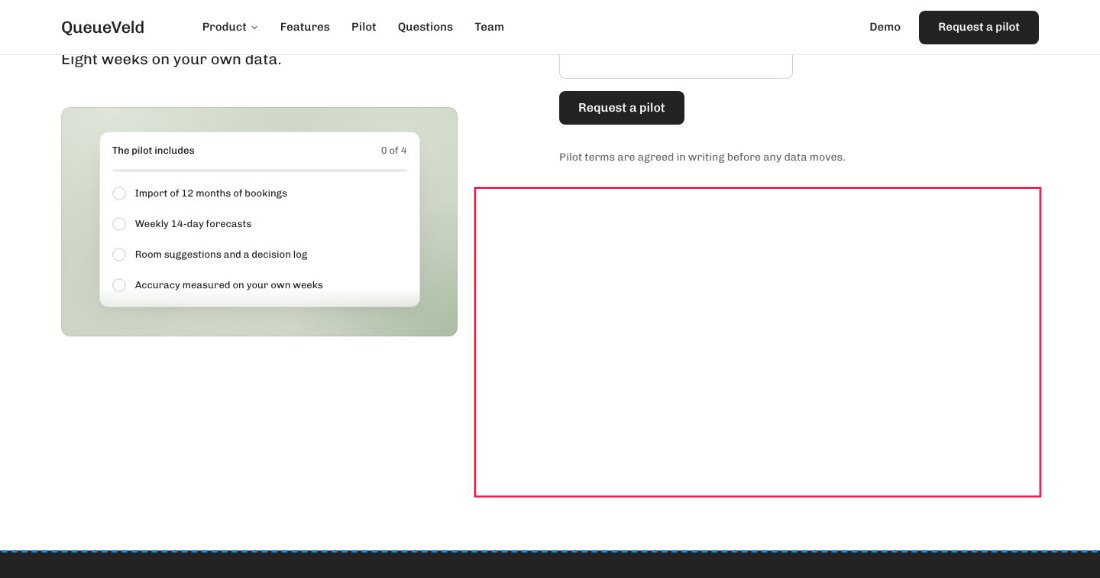 QueueVeld
Product
Features
Pilot
Questions
Team
Demo
Request a pilot
Eight weeks on your own data.
The pilot includes
0 of 4
Import of 12 months of bookings
Weekly 14-day forecasts
Room suggestions and a decision log
Accuracy measured on your own weeks
Request a pilot
Pilot terms are agreed in writing before any data moves.